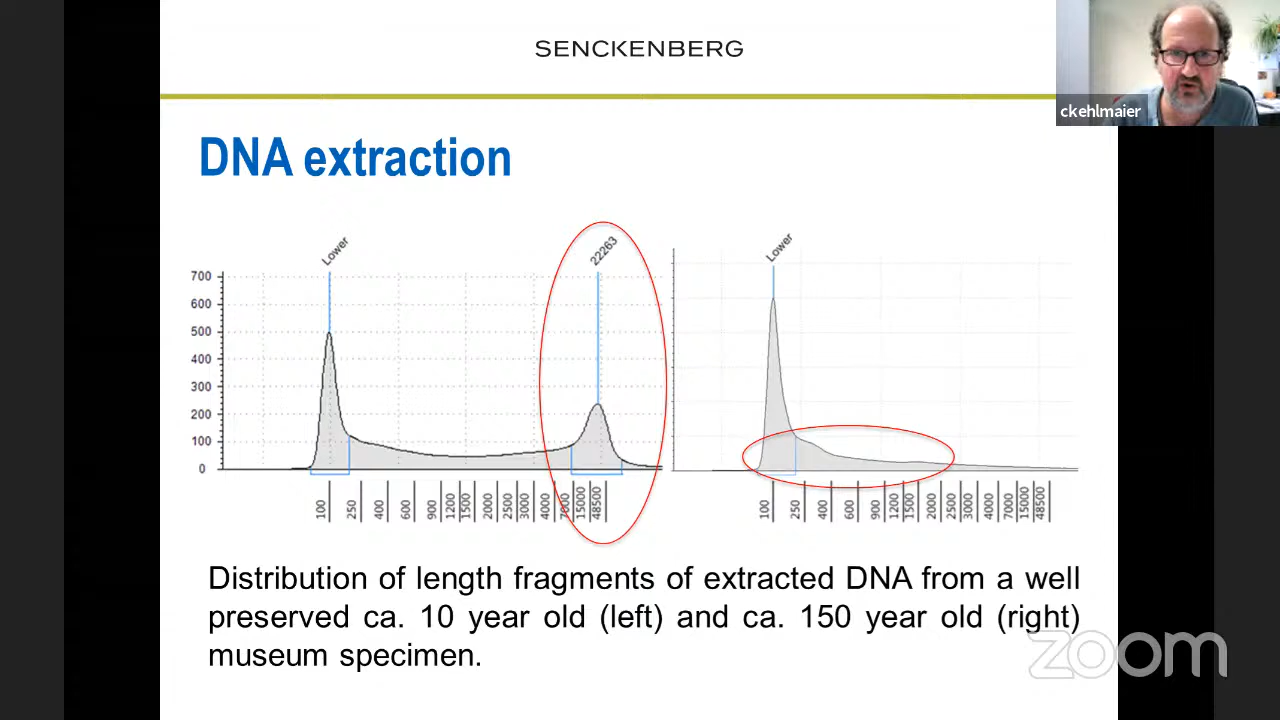 SENCKENBERG
ckehlmaier
DNA extraction
Lower
22263
Lower
700
600
500
400
300
200
100
0
100 250 400 600 900 1200 1500 2000 2500 3000 4000 7000 15000 48500
100 250 400 600 900 1200 1500 2000 2500 3000 4000 7000 15000 48500
Distribution of length fragments of extracted DNA from a well
preserved ca. 10 year old (left) and ca. 150 year old (right)
museum specimen.
zoom